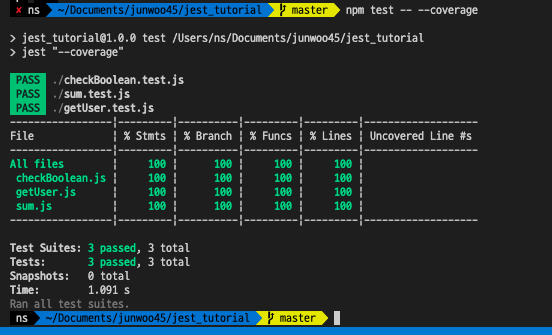 ✘ ns ~/Documents/junwoo45/jest_tutorial master npm test -- --coverage
> jest_tutorial@1.0.0 test /Users/ns/Documents/junwoo45/jest_tutorial
> jest "--coverage"
PASS ./checkBoolean.test.js
PASS ./sum.test.js
PASS ./getUser.test.js
-----------------|---------|----------|---------|---------|-------------------
File | % Stmts | % Branch | % Funcs | % Lines | Uncovered Line #s
-----------------|---------|----------|---------|---------|-------------------
All files | 100 | 100 | 100 | 100 |
checkBoolean.js | 100 | 100 | 100 | 100 |
getUser.js | 100 | 100 | 100 | 100 |
sum.js | 100 | 100 | 100 | 100 |
-----------------|---------|----------|---------|---------|-------------------
Test Suites: 3 passed, 3 total
Tests: 3 passed, 3 total
Snapshots: 0 total
Time: 1.091 s
Ran all test suites.
ns ~/Documents/junwoo45/jest_tutorial master